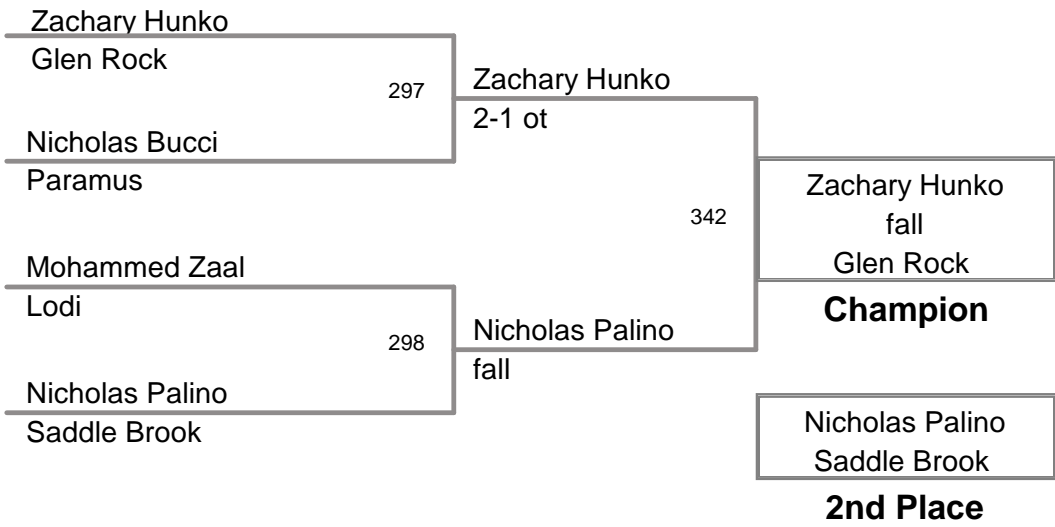 Zachary Hunko
Glen Rock
297
Nicholas Bucci
Paramus
Zachary Hunko
2-1 ot
Mohammed Zaal
Lodi
298
Nicholas Palino
Saddle Brook
Nicholas Palino
fall
342
Zachary Hunko
fall
Glen Rock
Champion
Nicholas Palino
Saddle Brook
2nd Place